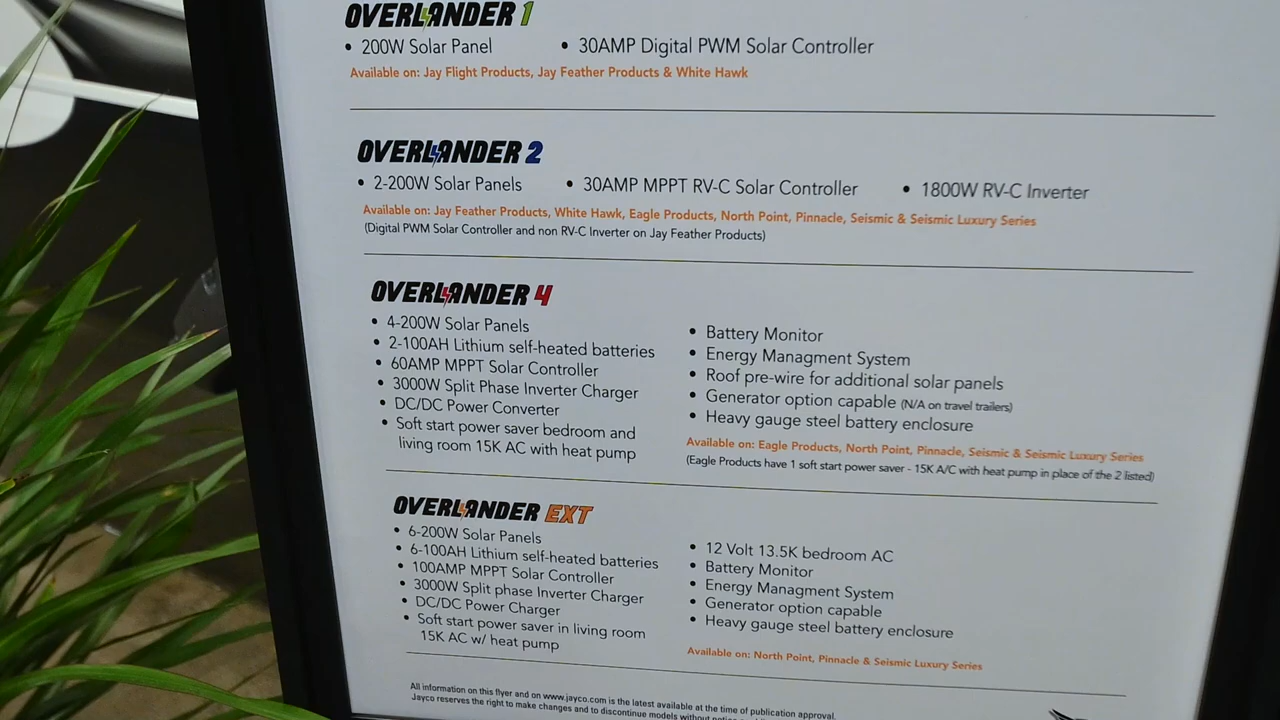 OVERLANDER 1
• 200W Solar Panel • 30AMP Digital PWM Solar Controller
Available on: Jay Flight Products, Jay Feather Products & White Hawk
OVERLANDER 2
• 2-200W Solar Panels • 30AMP MPPT RV-C Solar Controller • 1800W RV-C Inverter
Available on: Jay Feather Products, White Hawk, Eagle Products, North Point, Pinnacle, Seismic & Seismic Luxury Series
(Digital PWM Solar Controller and non RV-C Inverter on Jay Feather Products)
OVERLANDER 4
• 4-200W Solar Panels
• 2-100AH Lithium self-heated batteries
• 60AMP MPPT Solar Controller
• 3000W Split Phase Inverter Charger
• DC/DC Power Converter
• Soft start power saver bedroom and
living room 15K AC with heat pump
• Battery Monitor
• Energy Managment System
• Roof pre-wire for additional solar panels
• Generator option capable (N/A on travel trailers)
• Heavy gauge steel battery enclosure
Available on: Eagle Products, North Point, Pinnacle, Seismic & Seismic Luxury Series
(Eagle Products have 1 soft start power saver - 15K A/C with heat pump in place of the 2 listed)
OVERLANDER EXT
• 6-200W Solar Panels
• 6-100AH Lithium self-heated batteries
• 100AMP MPPT Solar Controller
• 3000W Split phase Inverter Charger
• DC/DC Power Charger
• Soft start power saver in living room
15K AC w/ heat pump
• 12 Volt 13.5K bedroom AC
• Battery Monitor
• Energy Managment System
• Generator option capable
• Heavy gauge steel battery enclosure
Available on: North Point, Pinnacle & Seismic Luxury Series
All information on this flyer and on www.jayco.com is the latest available at the time of publication approval.
Jayco reserves the right to make changes and to discontinue models without